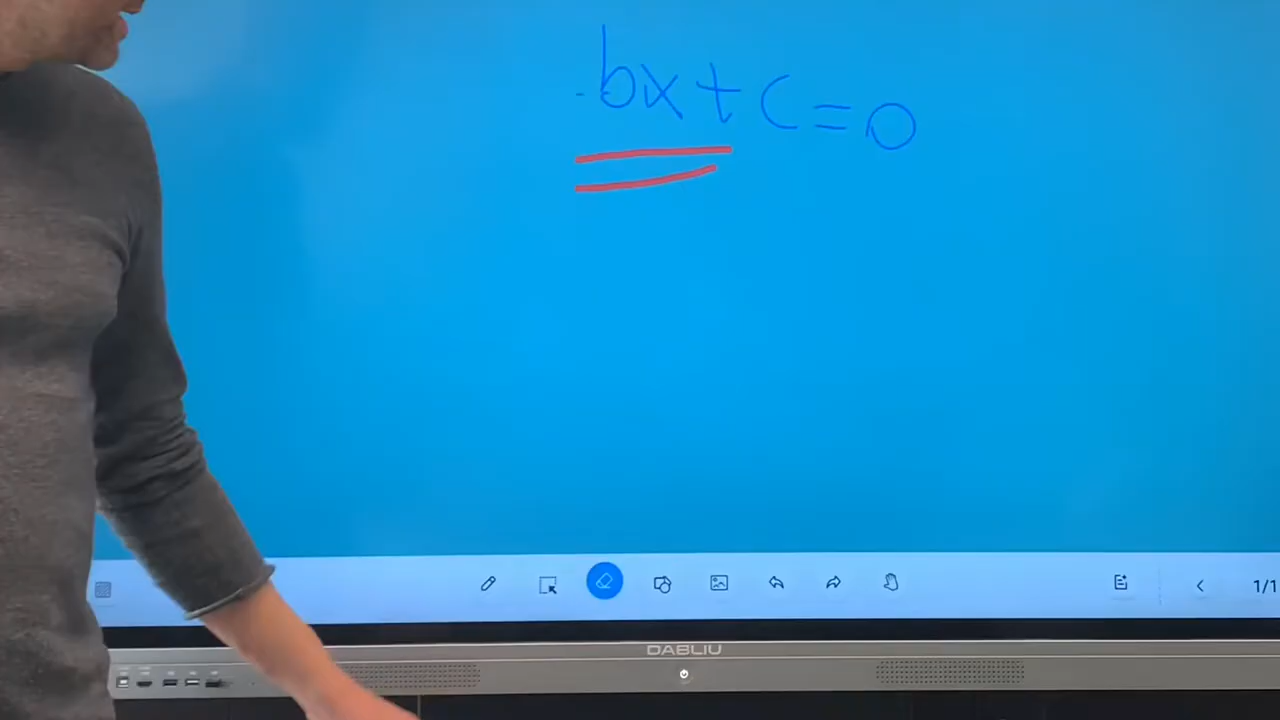 bx + c = 0
1/1
DABLIU